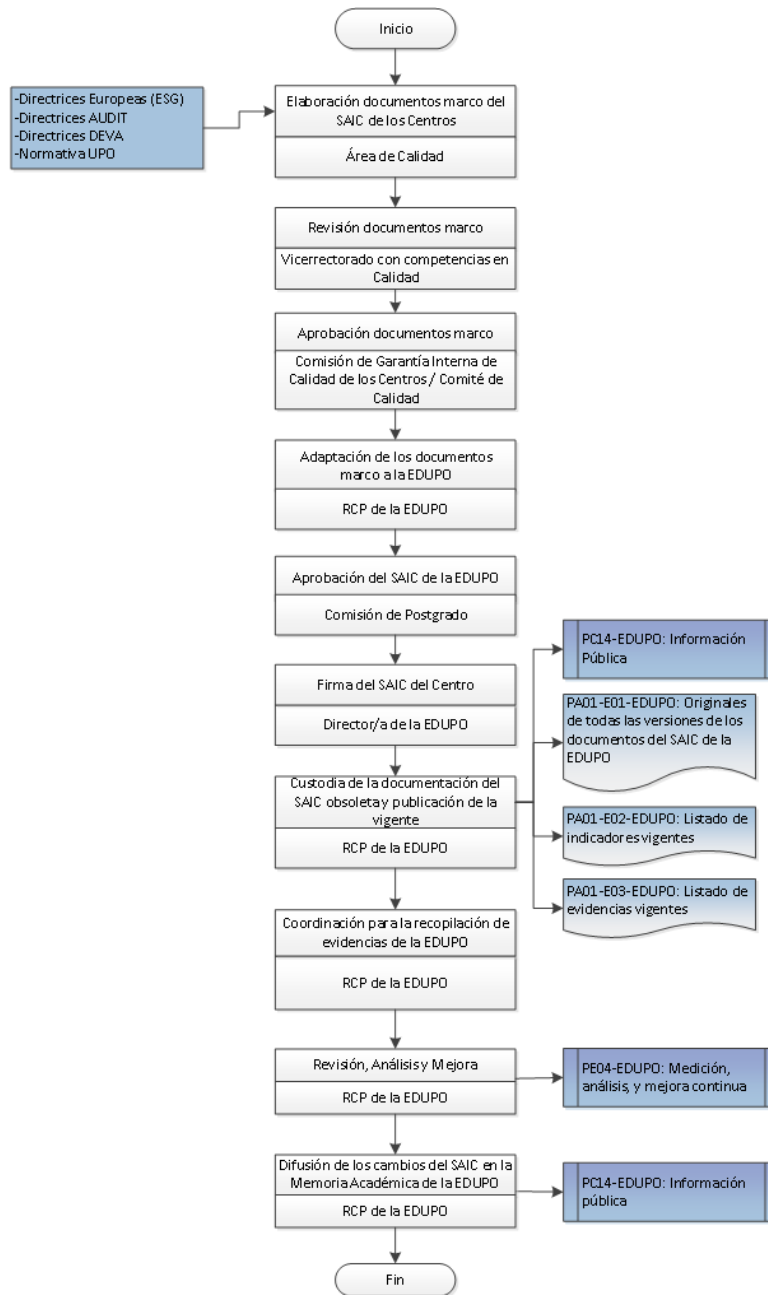 Inicio
-Directrices Europeas (ESG)
-Directrices AUDIT
-Directrices DEVA
-Normativa UPO
Elaboración documentos marco del
SAIC de los Centros
Área de Calidad
Revisión documentos marco
Vicerrectorado con competencias en
Calidad
Aprobación documentos marco
Comisión de Garantía Interna de
Calidad de los Centros / Comité de
Calidad
Adaptación de los documentos
marco a la EDUPO
RCP de la EDUPO
Aprobación del SAIC de la EDUPO
Comisión de Postgrado
Firma del SAIC del Centro
Director/a de la EDUPO
Custodia de la documentación del
SAIC obsoleta y publicación de la
vigente
RCP de la EDUPO
PC14-EDUPO: Información
Pública
PA01-E01-EDUPO: Originales
de todas las versiones de los
documentos del SAIC de la
EDUPO
PA01-E02-EDUPO: Listado de
indicadores vigentes
PA01-E03-EDUPO: Listado de
evidencias vigentes
Coordinación para la recopilación de
evidencias de la EDUPO
RCP de la EDUPO
Revisión, Análisis y Mejora
RCP de la EDUPO
PE04-EDUPO: Medición,
análisis, y mejora continua
Difusión de los cambios del SAIC en la
Memoria Académica de la EDUPO
RCP de la EDUPO
PC14-EDUPO: Información
pública
Fin